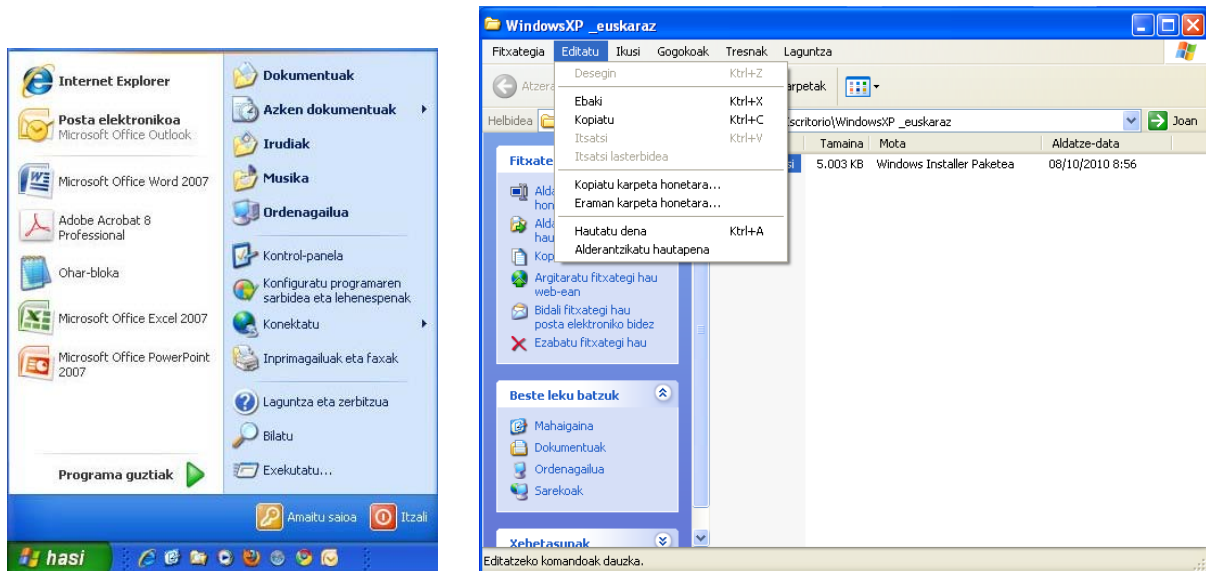 Internet Explorer
Posta elektronikoa
Microsoft Office Outlook
Microsoft Office Word 2007
Adobe Acrobat 8
Professional
Ohar-bloka
Microsoft Office Excel 2007
Microsoft Office PowerPoint
2007
Programa guztiak
Dokumentuak
Azken dokumentuak
Irudiak
Musika
Ordenagailua
Kontrol-panela
Konfiguratu programaren
sarbidea eta lehenespenak
Konektatu
Inprimagailuak eta faxak
Laguntza eta zerbitzua
Bilatu
Exekutatu...
Amaitu saioa Itzali
hasi
WindowsXP _euskaraz
Fitxategia Editatu Ikusi Gogokoak Tresnak Laguntza
Desegin Ktrl+Z
Ebaki Ktrl+X
Kopiatu Ktrl+C
Itsatsi Ktrl+V
Itsatsi lasterbidea
Kopiatu karpeta honetara...
Eraman karpeta honetara...
Hautatu dena Ktrl+A
Alderantzikatu hautapena
Helbidea \WindowsXP _euskaraz Joan
Tamaina Mota Aldatze-data
5.003 KB Windows Installer Paketea 08/10/2010 8:56
Argitaratu fitxategi hau
web-ean
Bidali fitxategi hau
posta elektroniko bidez
Ezabatu fitxategi hau
Beste leku batzuk
Mahaigaina
Dokumentuak
Ordenagailua
Sarekoak
Xehetasunak
Editatzeko komandoak dauzka.